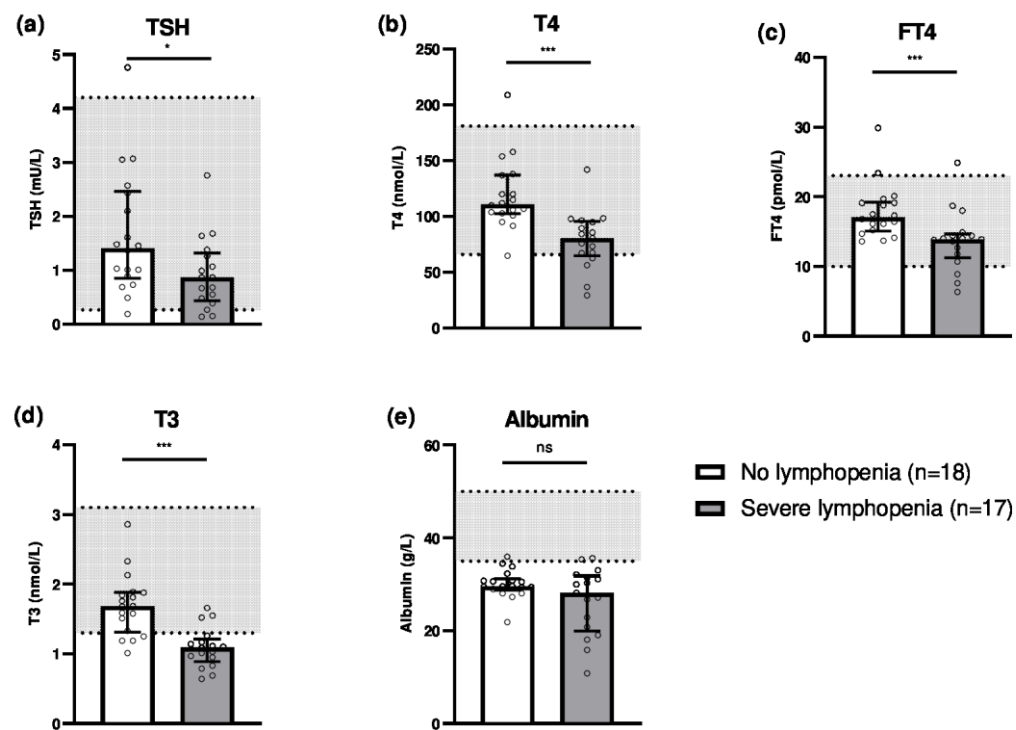 (a)
TSH
*
5
4
3
2
1
0
TSH (mU/L)
(b)
T4
***
250
200
150
100
50
0
T4 (nmol/L)
(c)
FT4
***
40
30
20
10
0
FT4 (pmol/L)
(d)
T3
***
4
3
2
1
0
T3 (nmol/L)
(e)
Albumin
ns
60
40
20
0
Albumin (g/L)
No lymphopenia (n=18)
Severe lymphopenia (n=17)